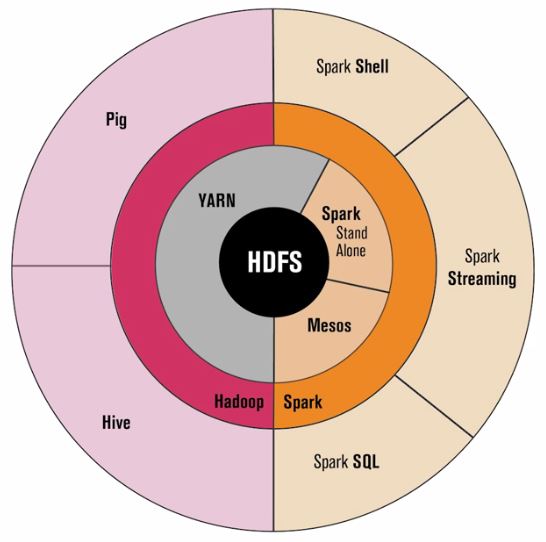 Spark Shell
Pig
YARN
Spark
Stand
Alone
HDFS
Spark
Streaming
Mesos
Hadoop
Spark
Hive
Spark SQL